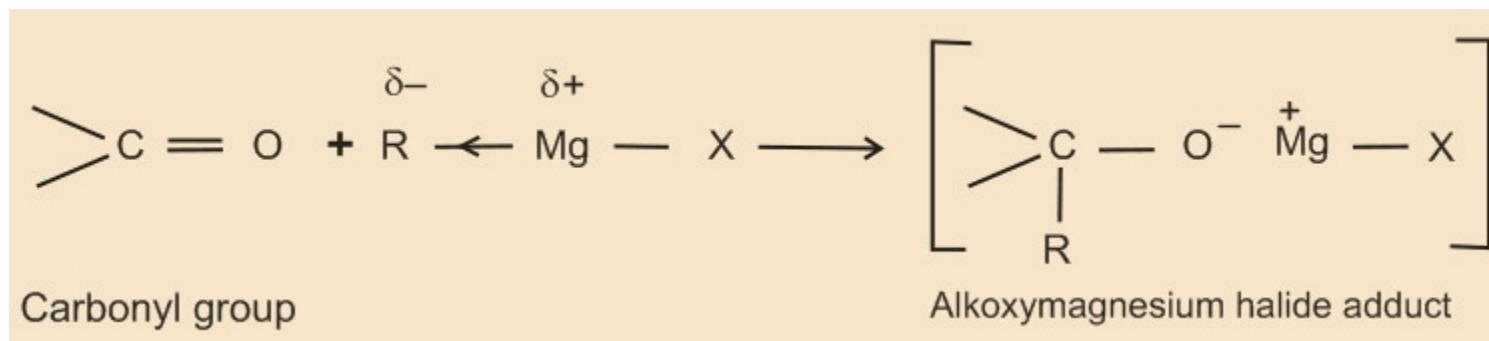 δ– δ+
C = O + R Mg — X C — O– +Mg — X
R
Carbonyl group Alkoxymagnesium halide adduct